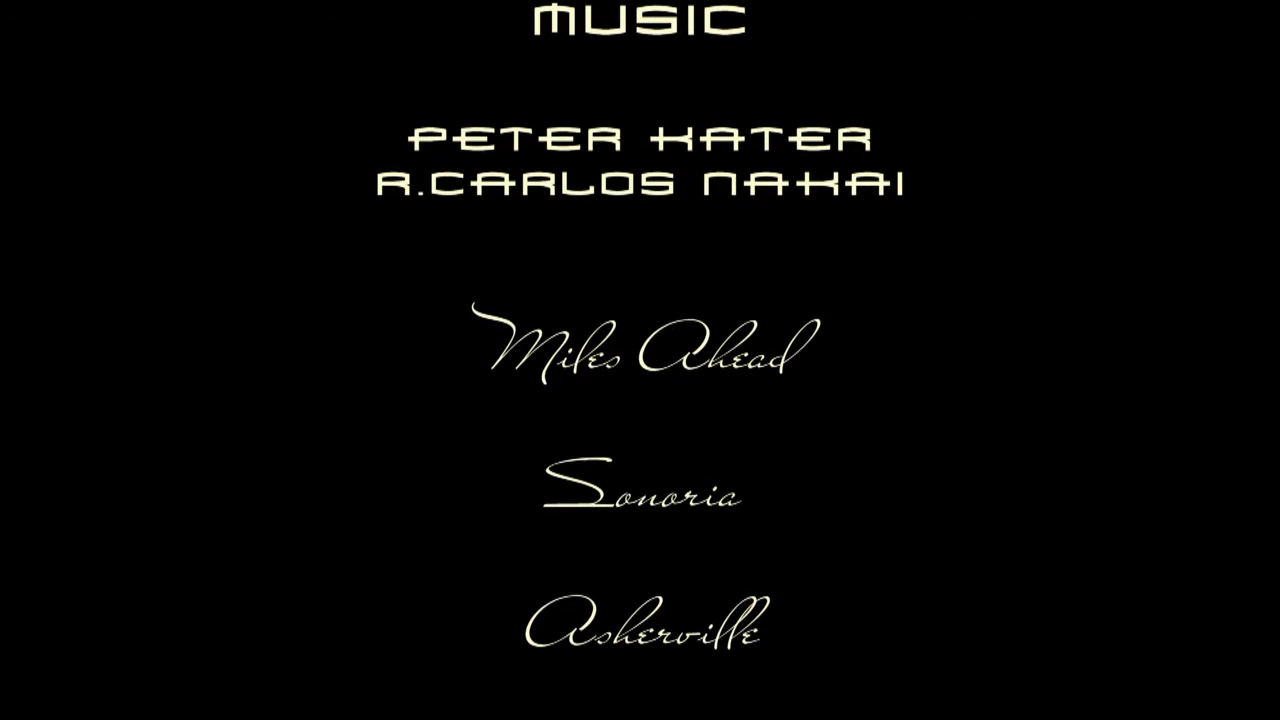 MUSIC
PETER KATER
R.CARLOS NAKAI
Miles Ahead
Sonoria
Asherville